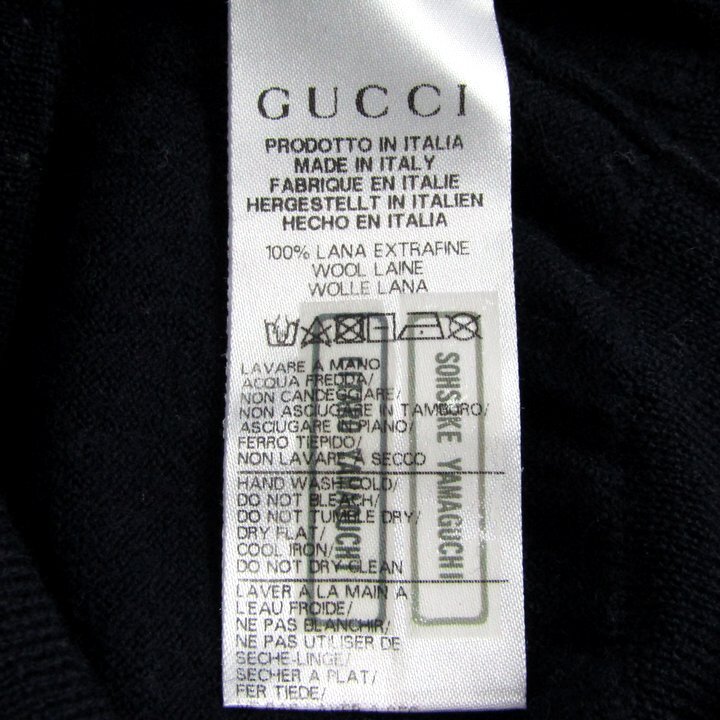 GUCCI
PRODOTTO IN ITALIA
MADE IN ITALY
FABRIQUE EN ITALIE
HERGESTELLT IN ITALIEN
HECHO EN ITALIA
100% LANA EXTRAFINE
WOOL LAINE
WOLLE LANA
LAVARE A MANO
ACQUA FREDDA/
NON CANDEGGIARE/
NON ASCIUGARE IN TAMBURO/
ASCIUGARE IN PIANO/
FERRO TIEPIDO/
NON LAVARE A SECCO
HAND WASH COLD/
DO NOT BLEACH/
DO NOT TUMBLE DRY/
DRY FLAT/
COOL IRON/
DO NOT DRY CLEAN
LAVER A LA MAIN A
L'EAU FROIDE/
NE PAS BLANCHIR/
NE PAS UTILISER DE
SECHE-LINGE/
SECHER A PLAT/
FER TIEDE/
SOHSUKE YAMAGUCHI
YAMAGUCHI